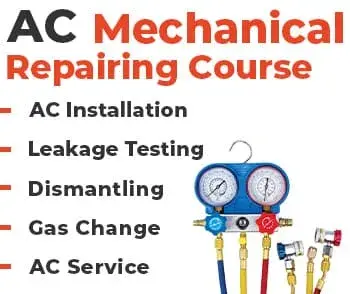 AC Mechanical
Repairing Course
AC Installation
Leakage Testing
Dismantling
Gas Change
AC Service